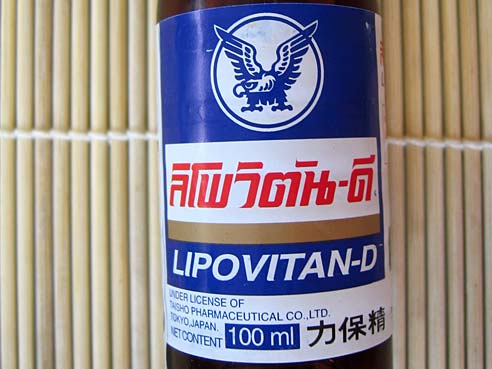 ลิโพวิตัน-ดี
LIPOVITAN-D
UNDER LICENSE OF
TAISHO PHARMACEUTICAL CO.,LTD.
TOKYO,JAPAN.
NET CONTENT 100 ml 力保精